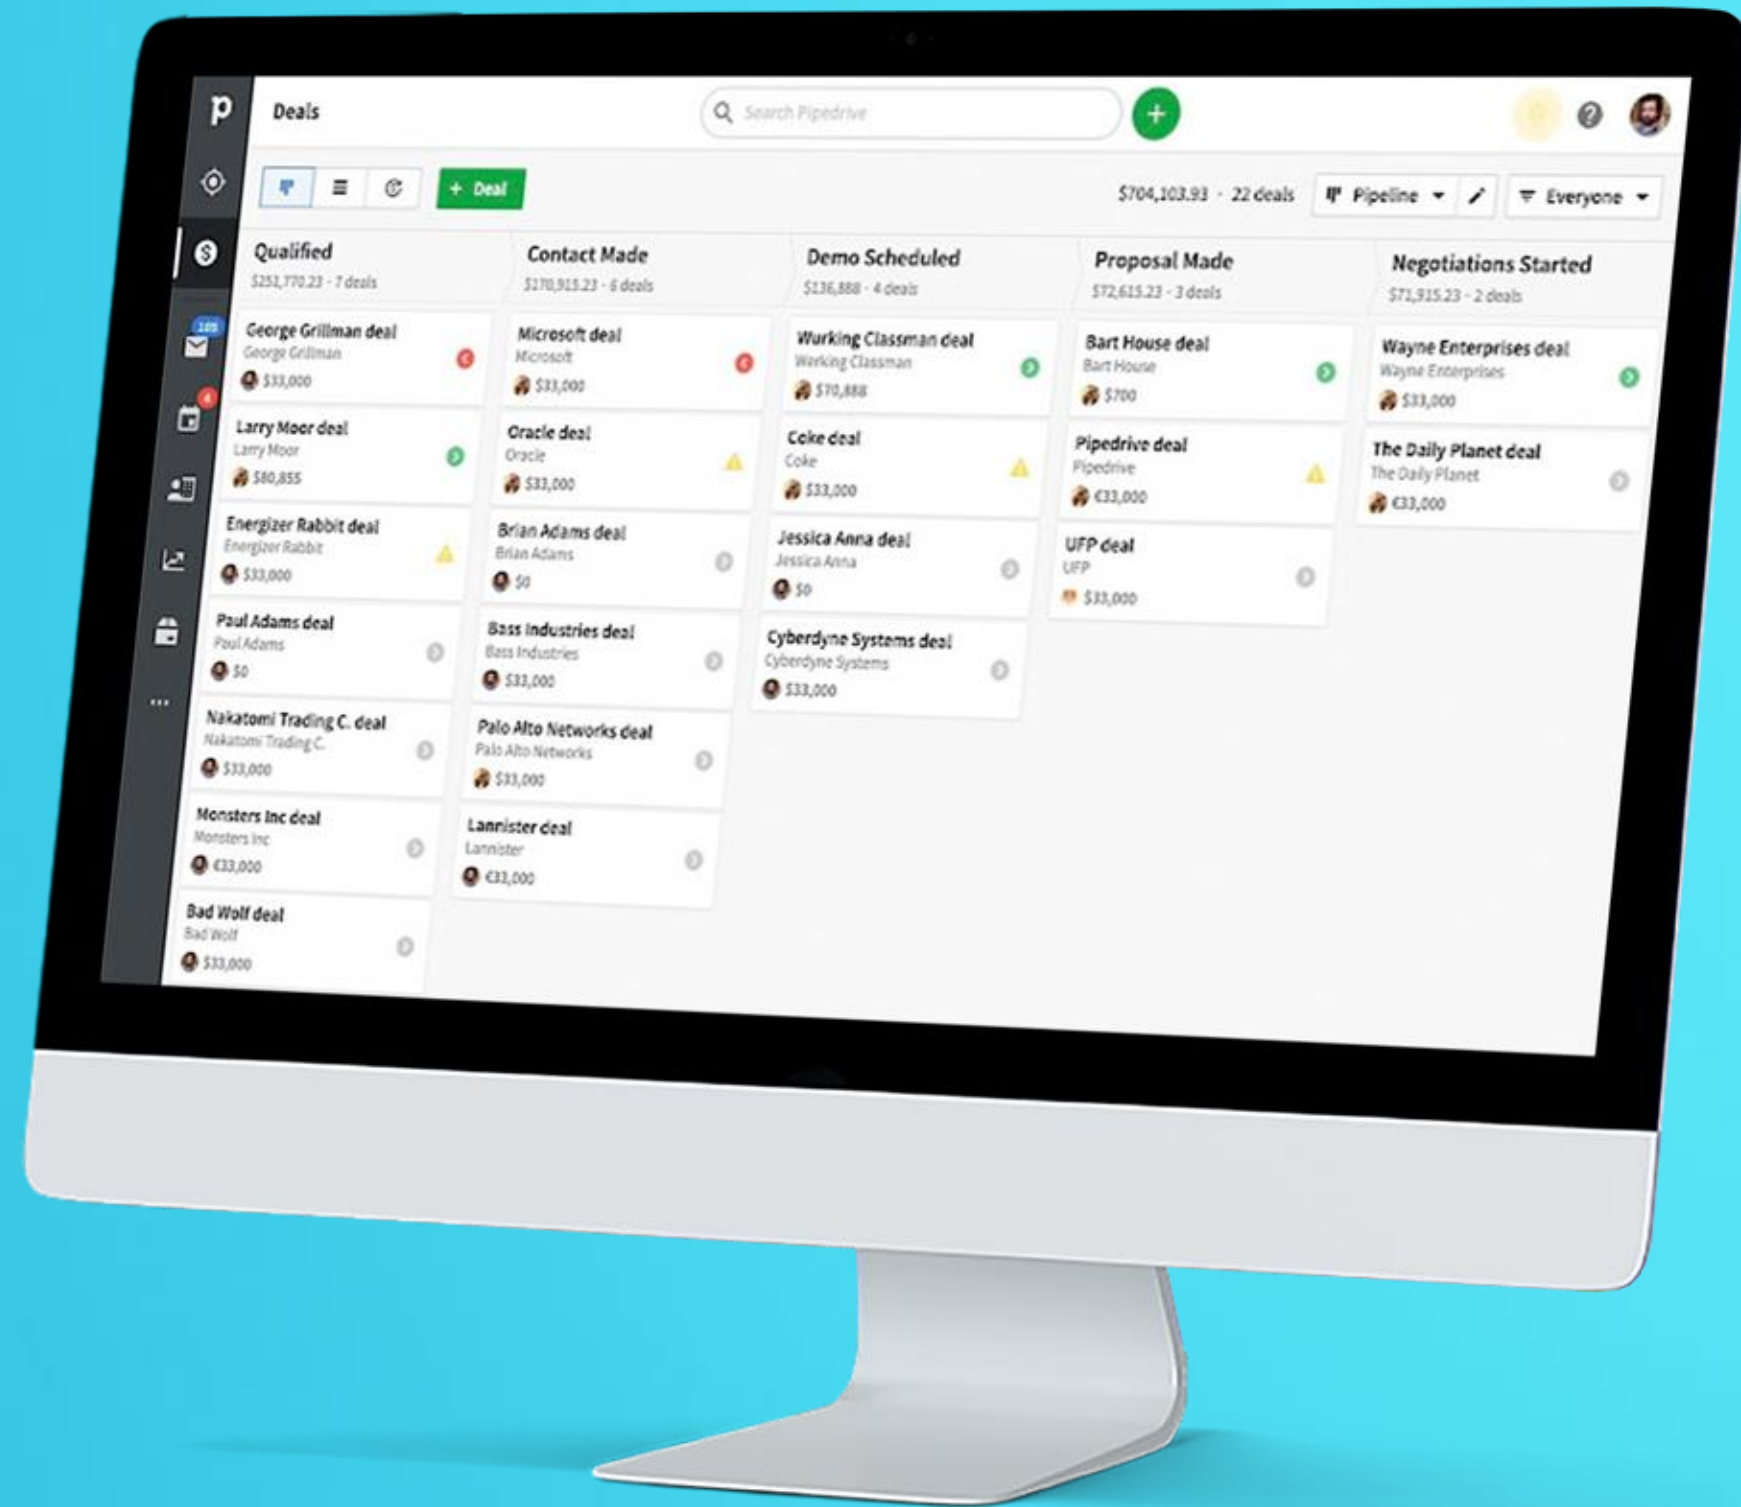 p
Deals
Search Pipedrive
+ Deal
$704,103.93 · 22 deals
Pipeline
Everyone
Qualified
$251,770.23 - 7 deals
Contact Made
$170,915.23 - 6 deals
Demo Scheduled
$136,888 - 4 deals
Proposal Made
$72,615.23 - 3 deals
Negotiations Started
$71,915.23 - 2 deals
105
4
George Grillman deal
George Grillman
$33,000
Larry Moor deal
Larry Moor
$80,855
Energizer Rabbit deal
Energizer Rabbit
$33,000
Paul Adams deal
Paul Adams
$0
Nakatomi Trading C. deal
Nakatomi Trading C.
$33,000
Monsters Inc deal
Monsters Inc
€33,000
Bad Wolf deal
Bad Wolf
$33,000
Microsoft deal
Microsoft
$33,000
Oracle deal
Oracle
$33,000
Brian Adams deal
Brian Adams
$0
Bass Industries deal
Bass Industries
$33,000
Palo Alto Networks deal
Palo Alto Networks
$33,000
Lannister deal
Lannister
€33,000
Wurking Classman deal
Werking Classman
$70,888
Coke deal
Coke
$33,000
Jessica Anna deal
Jessica Anna
$0
Cyberdyne Systems deal
Cyberdyne Systems
$33,000
Bart House deal
Bart House
$700
Pipedrive deal
Pipedrive
€33,000
UFP deal
UFP
$33,000
Wayne Enterprises deal
Wayne Enterprises
$33,000
The Daily Planet deal
The Daily Planet
€33,000